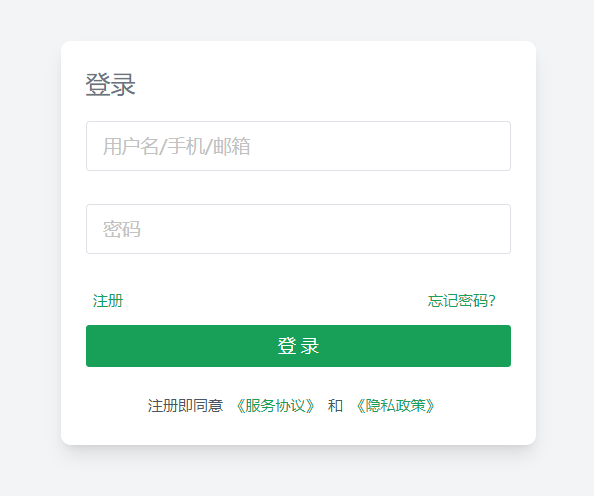 登录
用户名/手机/邮箱
密码
注册 忘记密码?
登录
注册即同意 《服务协议》 和 《隐私政策》